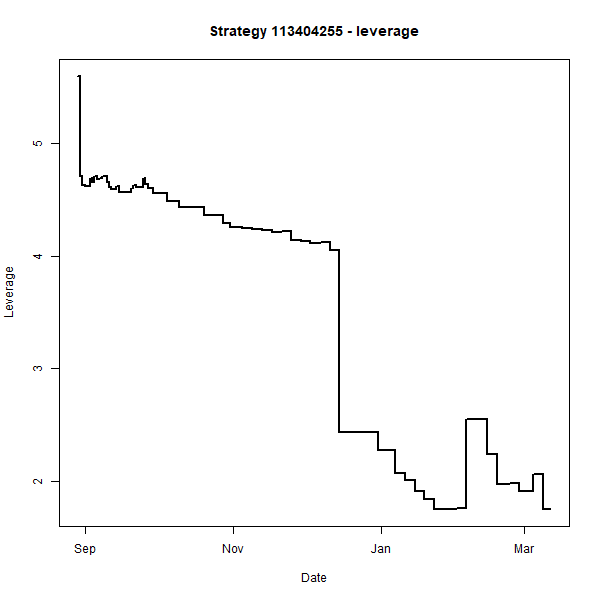 Strategy 113404255 - leverage
5
4
3
2
Leverage
Sep
Nov
Jan
Mar
Date